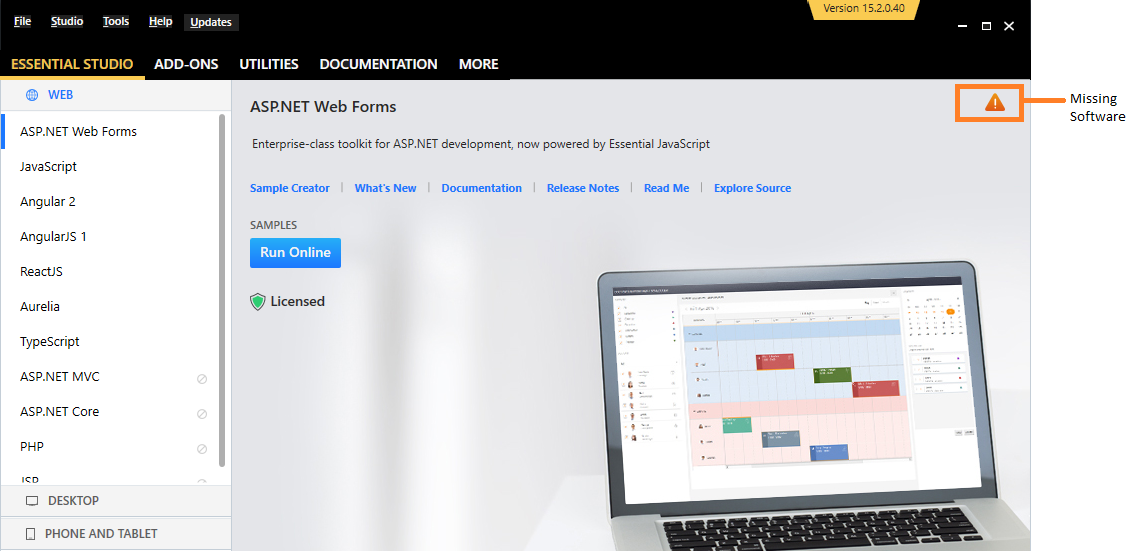 Version 15.2.0.40
File Studio Tools Help Updates
ESSENTIAL STUDIO ADD-ONS UTILITIES DOCUMENTATION MORE
WEB
ASP.NET Web Forms
JavaScript
Angular 2
AngularJS 1
ReactJS
Aurelia
TypeScript
ASP.NET MVC
ASP.NET Core
PHP
JSP
DESKTOP
PHONE AND TABLET
ASP.NET Web Forms
Enterprise-class toolkit for ASP.NET development, now powered by Essential JavaScript
Sample Creator | What's New | Documentation | Release Notes | Read Me | Explore Source
SAMPLES
Run Online
Licensed
Missing
Software